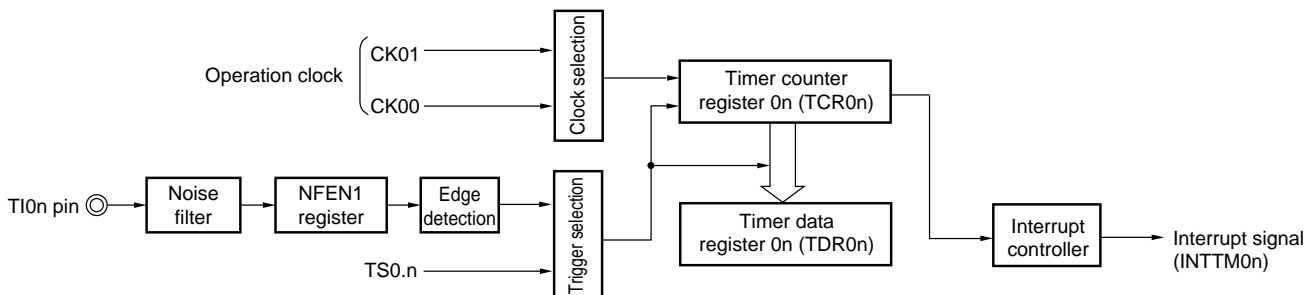 Operation clock
CK01
CK00
Clock selection
Timer counter
register 0n (TCR0n)
TI0n pin
Noise
filter
NFEN1
register
Edge
detection
TS0.n
Trigger selection
Timer data
register 0n (TDR0n)
Interrupt
controller
Interrupt signal
(INTTM0n)